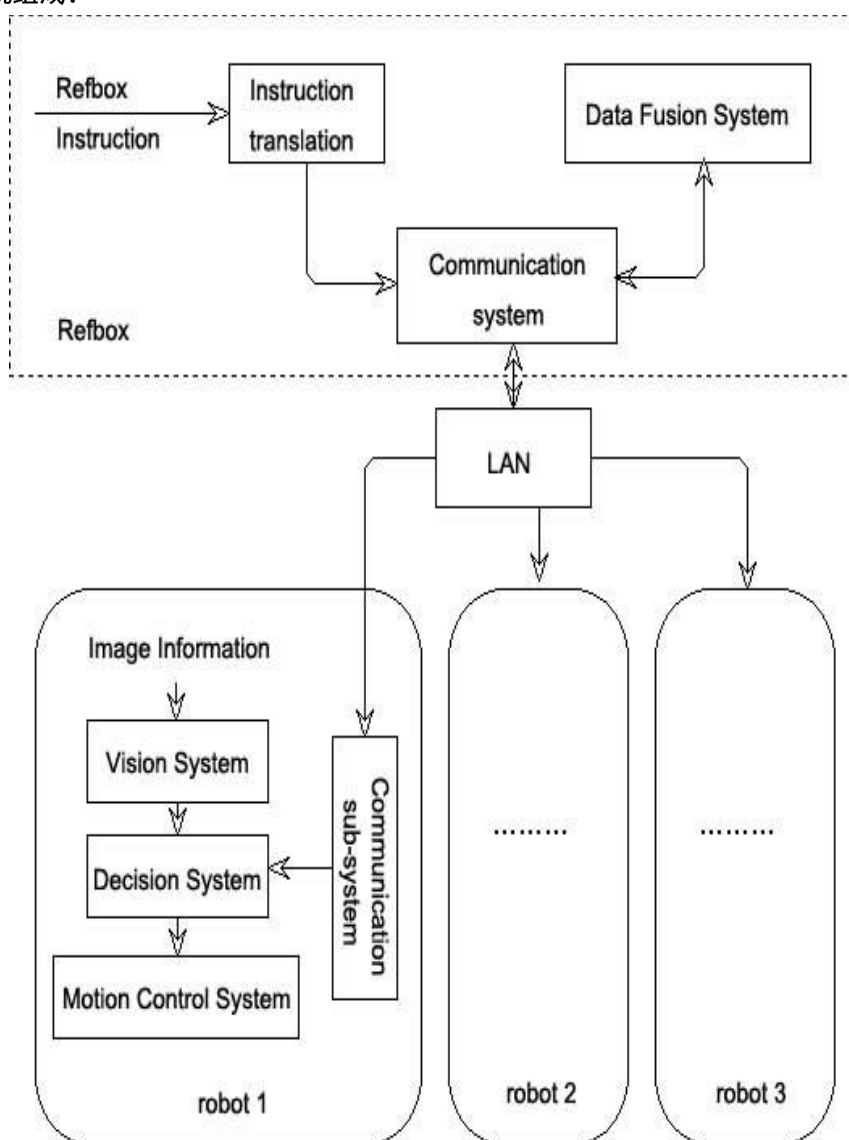 Refbox
Instruction
Instruction
translation
Data Fusion System
Communication
system
Refbox
LAN
Image Information
Vision System
Decision System
Motion Control System
Communication
sub-system
robot 1
………
robot 2
………
robot 3